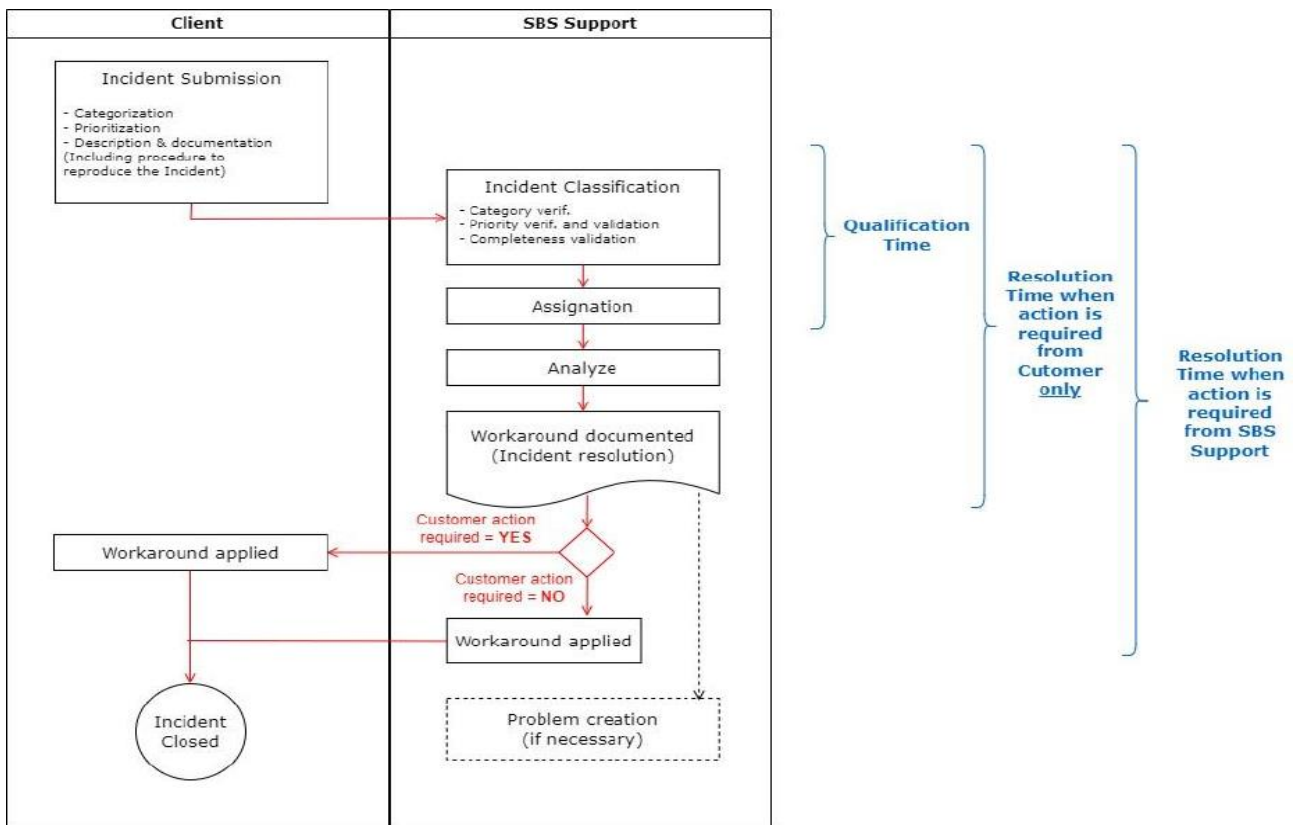 Client
SBS Support
Incident Submission
- Categorization
- Prioritization
- Description & documentation
(Including procedure to
reproduce the Incident)
Incident Classification
- Category verif.
- Priority verif. and validation
- Completeness validation
Assignation
Analyze
Workaround documented
(Incident resolution)
Customer action
required = YES
Workaround applied
Customer action
required = NO
Workaround applied
Incident
Closed
Problem creation
(if necessary)
Qualification
Time
Resolution
Time when
action is
required
from
Cutomer
only
Resolution
Time when
action is
required
from SBS
Support